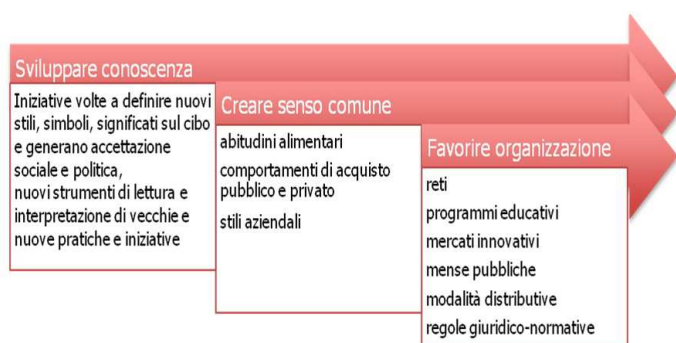 Sviluppare conoscenza
Iniziative volte a definire nuovi
stili, simboli, significati sul cibo
e generano accettazione
sociale e politica,
nuovi strumenti di lettura e
interpretazione di vecchie e
nuove pratiche e iniziative
Creare senso comune
abitudini alimentari
comportamenti di acquisto
pubblico e privato
stili aziendali
Favorire organizzazione
reti
programmi educativi
mercati innovativi
mense pubbliche
modalità distributive
regole giuridico-normative